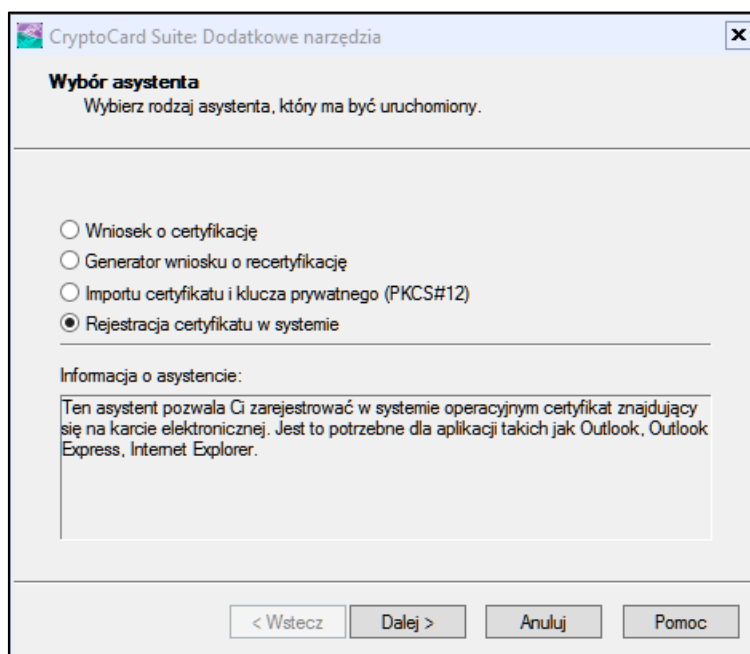 CryptoCard Suite: Dodatkowe narzędzia
Wybór asystenta
Wybierz rodzaj asystenta, który ma być uruchomiony.
Wniosek o certyfikację
Generator wniosku o recertyfikację
Importu certyfikatu i klucza prywatnego (PKCS#12)
Rejestracja certyfikatu w systemie
Informacja o asystencie:
Ten asystent pozwala Ci zarejestrować w systemie operacyjnym certyfikat znajdujący
się na karcie elektronicznej. Jest to potrzebne dla aplikacji takich jak Outlook, Outlook
Express, Internet Explorer.
< Wstecz Dalej > Anuluj Pomoc